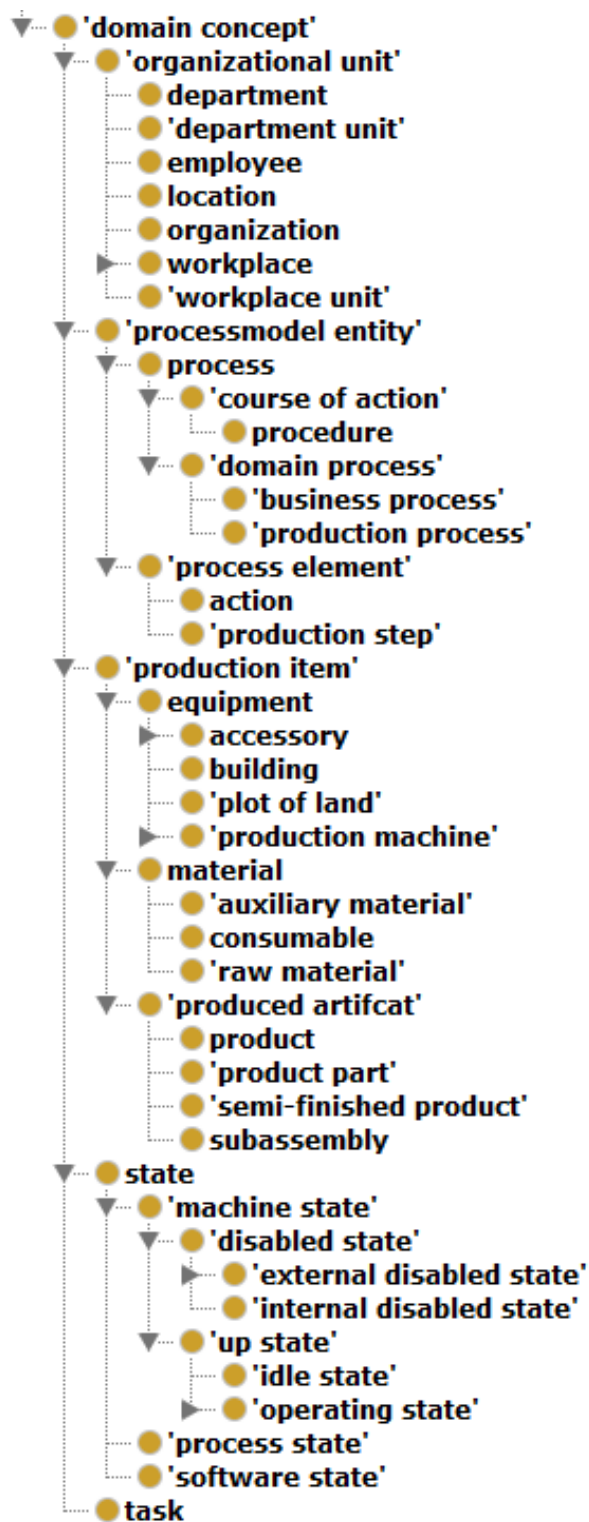 'domain concept'
'organizational unit'
department
'department unit'
employee
location
organization
workplace
'workplace unit'
'processmodel entity'
process
'course of action'
procedure
'domain process'
'business process'
'production process'
'process element'
action
'production step'
'production item'
equipment
accessory
building
'plot of land'
'production machine'
material
'auxiliary material'
consumable
'raw material'
'produced artifcat'
product
'product part'
'semi-finished product'
subassembly
state
'machine state'
'disabled state'
'external disabled state'
'internal disabled state'
'up state'
'idle state'
'operating state'
'process state'
'software state'
task